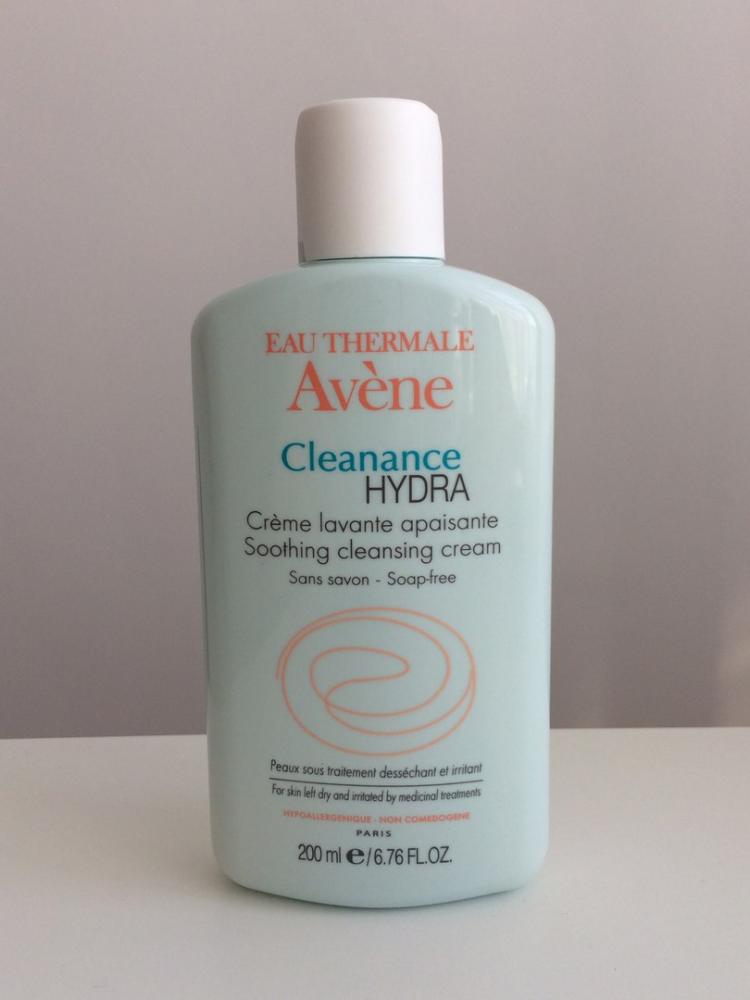 EAU THERMALE
Avène
Cleanance
HYDRA
Crème lavante apaisante
Soothing cleansing cream
Sans savon - Soap-free
Peaux sous traitement desséchant et irritant
For skin left dry and irritated by medicinal treatments
HYPOALLERGENIQUE - NON COMEDOGENE
PARIS
200 ml e/6.76 FL.OZ.